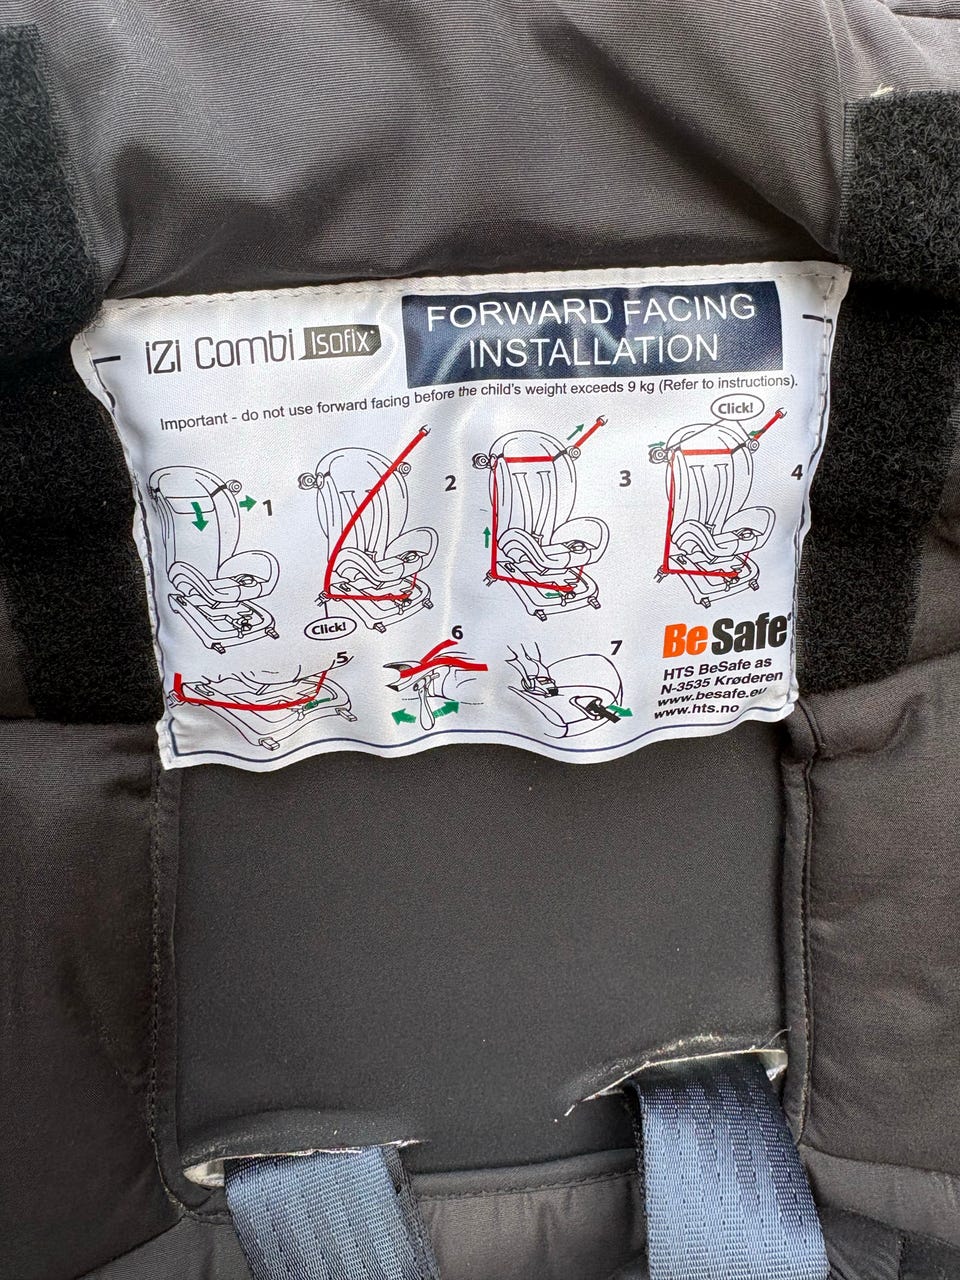 iZi Combi Isofix
FORWARD FACING
INSTALLATION
Important - do not use forward facing before the child's weight exceeds 9 kg (Refer to instructions).
Click!
1
2
3
4
Click!
5
6
7
BeSafe
HTS BeSafe as
N-3535 Krøderen
www.besafe.eu
www.hts.no